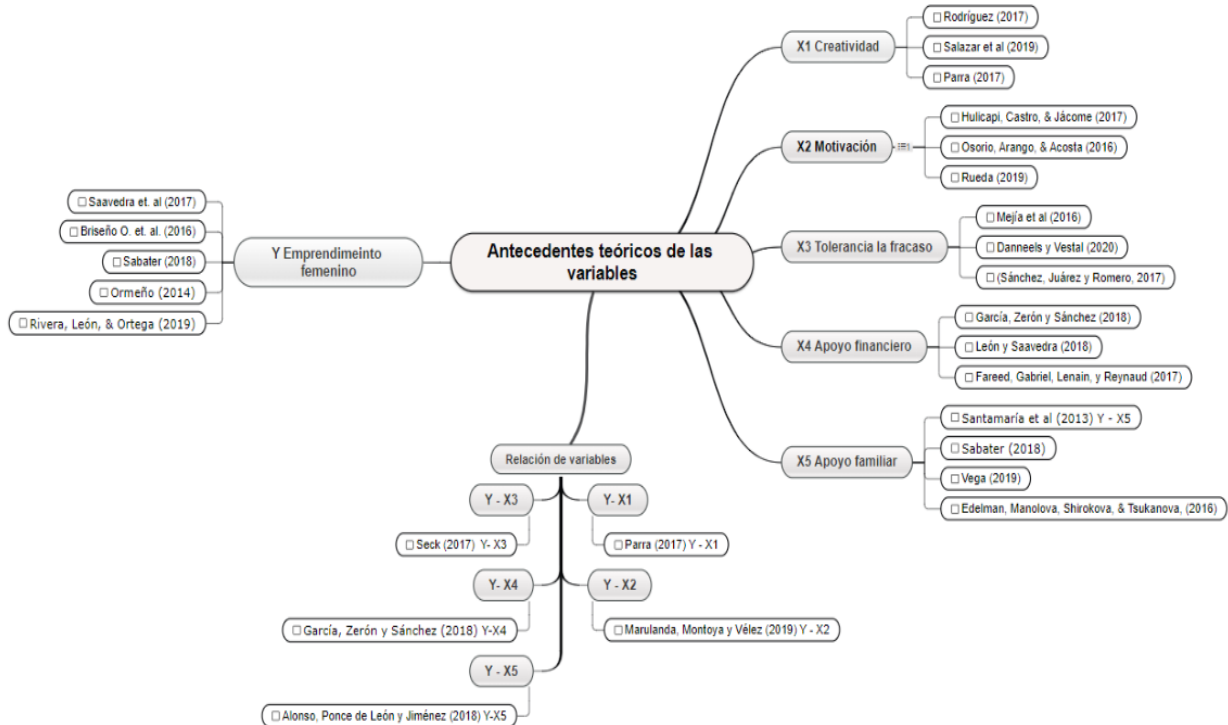 Antecedentes teóricos de las
variables
X1 Creatividad
Rodríguez (2017)
Salazar et al (2019)
Parra (2017)
X2 Motivación
Hulicapi, Castro, & Jácome (2017)
Osorio, Arango, & Acosta (2016)
Rueda (2019)
X3 Tolerancia la fracaso
Mejía et al (2016)
Danneels y Vestal (2020)
(Sánchez, Juárez y Romero, 2017)
X4 Apoyo financiero
García, Zerón y Sánchez (2018)
León y Saavedra (2018)
Fareed, Gabriel, Lenain, y Reynaud (2017)
X5 Apoyo familiar
Santamaría et al (2013) Y - X5
Sabater (2018)
Vega (2019)
Edelman, Manolova, Shirokova, & Tsukanova, (2016)
Y Emprendimeinto
femenino
Saavedra et. al (2017)
Briseño O. et. al. (2016)
Sabater (2018)
Ormeño (2014)
Rivera, León, & Ortega (2019)
Relación de variables
Y - X3
Seck (2017) Y- X3
Y- X1
Parra (2017) Y - X1
Y- X4
García, Zerón y Sánchez (2018) Y-X4
Y - X2
Marulanda, Montoya y Vélez (2019) Y - X2
Y - X5
Alonso, Ponce de León y Jiménez (2018) Y-X5